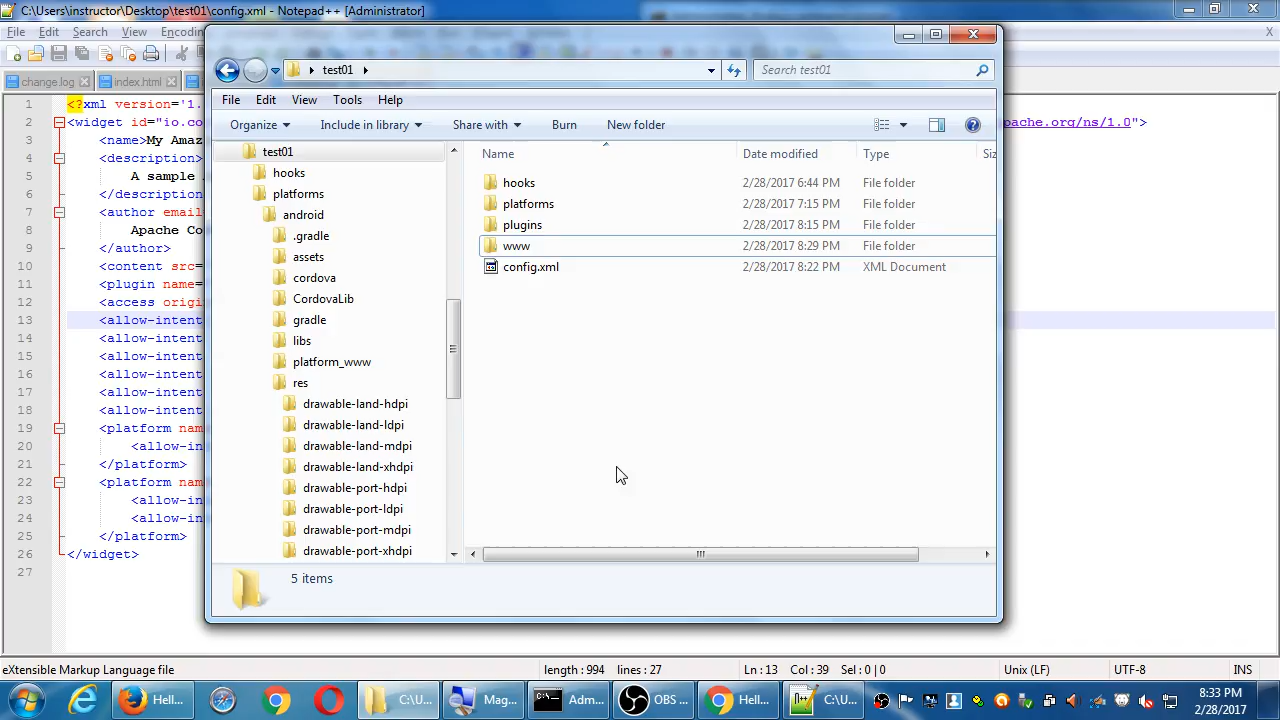 C:\Users\instructor\Desktop\test01\config.xml - Notepad++ [Administrator]
File Edit Search View Encoding
X
change.log index.html
1 <?xml version='1.
2 <widget id="io.co
pache.org/ns/1.0">
3 <name>My Amaz
4 <description>
5 A sample
6 </description>
7 <author email
8 Apache Co
9 </author>
10 <content src=
11 <plugin name=
12 <access origi
13 <allow-intent
14 <allow-intent
15 <allow-intent
16 <allow-intent
17 <allow-intent
18 <allow-intent
19 <platform nam
20 <allow-in
21 </platform>
22 <platform nam
23 <allow-in
24 <allow-in
25 </platform>
26 </widget>
27
test01
Search test01
File Edit View Tools Help
Organize Include in library Share with Burn New folder
test01
hooks
platforms
android
.gradle
assets
cordova
CordovaLib
gradle
libs
platform_www
res
drawable-land-hdpi
drawable-land-ldpi
drawable-land-mdpi
drawable-land-xhdpi
drawable-port-hdpi
drawable-port-ldpi
drawable-port-mdpi
drawable-port-xhdpi
Name Date modified Type Siz
hooks 2/28/2017 6:44 PM File folder
platforms 2/28/2017 7:15 PM File folder
plugins 2/28/2017 8:15 PM File folder
www 2/28/2017 8:29 PM File folder
config.xml 2/28/2017 8:22 PM XML Document
5 items
eXtensible Markup Language file length : 994 lines : 27 Ln : 13 Col : 39 Sel : 0 | 0 Unix (LF) UTF-8 INS
Hell... C:\U... Mag... Adm... OBS ... Hell... C:\U...
8:33 PM
2/28/2017